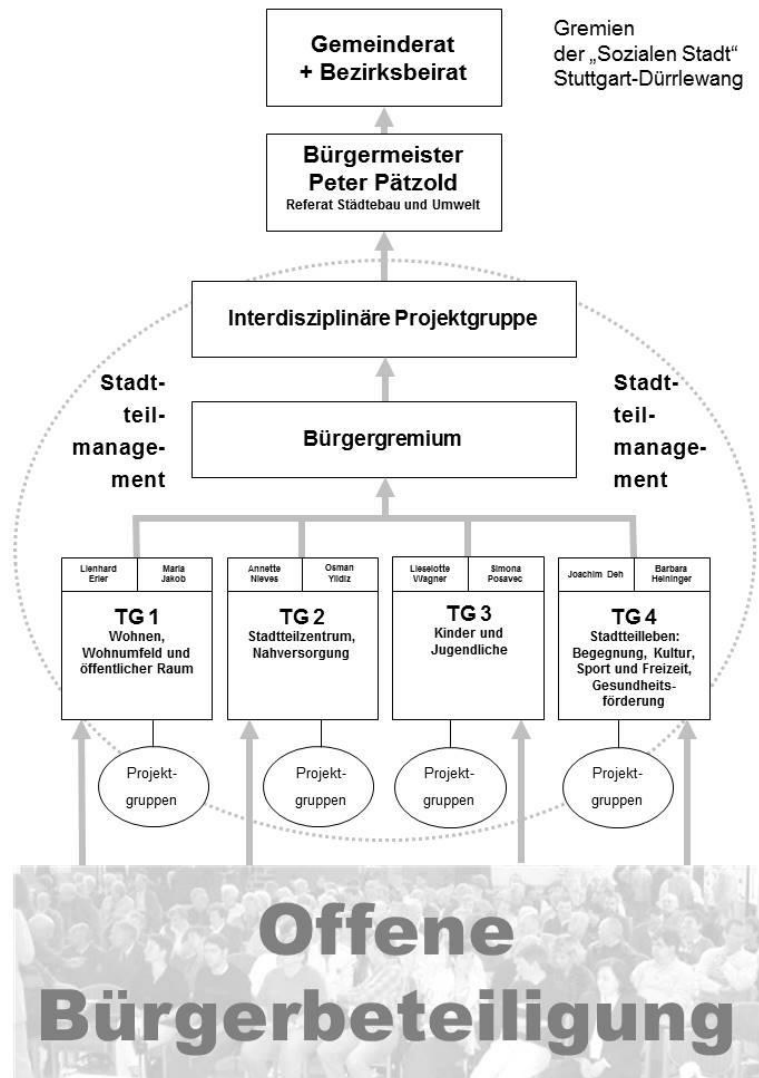 Gremien
der „Sozialen Stadt“
Stuttgart-Dürrlewang
Gemeinderat
+ Bezirksbeirat
Bürgermeister
Peter Pätzold
Referat Städtebau und Umwelt
Interdisziplinäre Projektgruppe
Stadt-
teil-
manage-
ment
Stadt-
teil-
manage-
ment
Bürgergremium
Lienhard
Erler
Maria
Jakob
TG 1
Wohnen,
Wohnumfeld und
öffentlicher Raum
Annette
Nieves
Osman
Yildiz
TG 2
Stadtteilzentrum,
Nahversorgung
Lieselotte
Wagner
Simona
Posavec
TG 3
Kinder und
Jugendliche
Joachim Deh
Barbara
Heininger
TG 4
Stadtteilleben:
Begegnung, Kultur,
Sport und Freizeit,
Gesundheits-
förderung
Projekt-
gruppen
Projekt-
gruppen
Projekt-
gruppen
Projekt-
gruppen
Offene
Bürgerbeteiligung